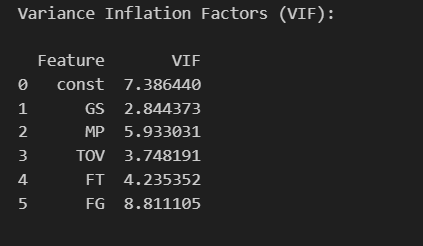 Variance Inflation Factors (VIF):
Feature VIF
0 const 7.386440
1 GS 2.844373
2 MP 5.933031
3 TOV 3.748191
4 FT 4.235352
5 FG 8.811105